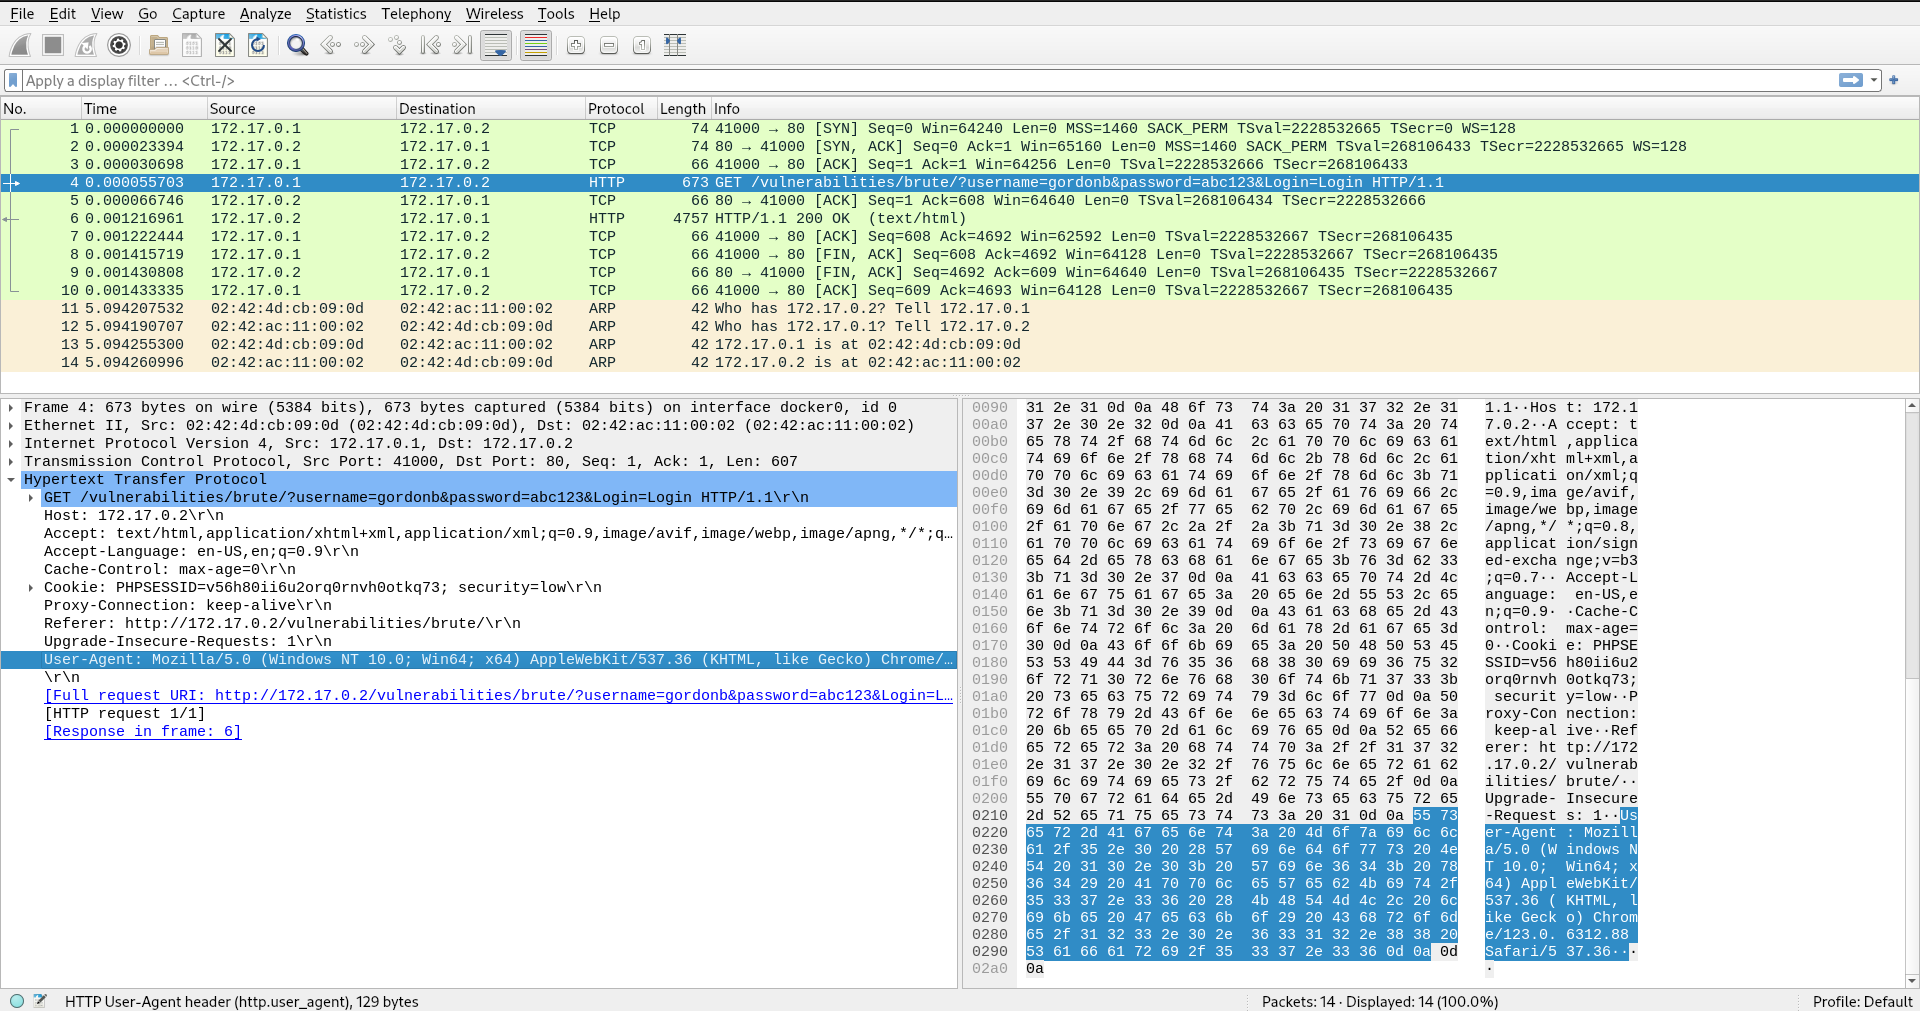 File Edit View Go Capture Analyze Statistics Telephony Wireless Tools Help
Apply a display filter … <Ctrl-/>
No. Time Source Destination Protocol Length Info
1 0.000000000 172.17.0.1 172.17.0.2 TCP 74 41000 → 80 [SYN] Seq=0 Win=64240 Len=0 MSS=1460 SACK_PERM TSval=2228532665 TSecr=0 WS=128
2 0.000023394 172.17.0.2 172.17.0.1 TCP 74 80 → 41000 [SYN, ACK] Seq=0 Ack=1 Win=65160 Len=0 MSS=1460 SACK_PERM TSval=268106433 TSecr=2228532665 WS=128
3 0.000030698 172.17.0.1 172.17.0.2 TCP 66 41000 → 80 [ACK] Seq=1 Ack=1 Win=64256 Len=0 TSval=2228532666 TSecr=268106433
4 0.000055703 172.17.0.1 172.17.0.2 HTTP 673 GET /vulnerabilities/brute/?username=gordonb&password=abc123&Login=Login HTTP/1.1
5 0.000066746 172.17.0.2 172.17.0.1 TCP 66 80 → 41000 [ACK] Seq=1 Ack=608 Win=64640 Len=0 TSval=268106434 TSecr=2228532666
6 0.001216961 172.17.0.2 172.17.0.1 HTTP 4757 HTTP/1.1 200 OK  (text/html)
7 0.001222444 172.17.0.1 172.17.0.2 TCP 66 41000 → 80 [ACK] Seq=608 Ack=4692 Win=62592 Len=0 TSval=2228532667 TSecr=268106435
8 0.001415719 172.17.0.1 172.17.0.2 TCP 66 41000 → 80 [FIN, ACK] Seq=608 Ack=4692 Win=64128 Len=0 TSval=2228532667 TSecr=268106435
9 0.001430808 172.17.0.2 172.17.0.1 TCP 66 80 → 41000 [FIN, ACK] Seq=4692 Ack=609 Win=64640 Len=0 TSval=268106435 TSecr=2228532667
10 0.001433335 172.17.0.1 172.17.0.2 TCP 66 41000 → 80 [ACK] Seq=609 Ack=4693 Win=64128 Len=0 TSval=2228532667 TSecr=268106435
11 5.094207532 02:42:4d:cb:09:0d 02:42:ac:11:00:02 ARP 42 Who has 172.17.0.2? Tell 172.17.0.1
12 5.094190707 02:42:ac:11:00:02 02:42:4d:cb:09:0d ARP 42 Who has 172.17.0.1? Tell 172.17.0.2
13 5.094255300 02:42:4d:cb:09:0d 02:42:ac:11:00:02 ARP 42 172.17.0.1 is at 02:42:4d:cb:09:0d
14 5.094260996 02:42:ac:11:00:02 02:42:4d:cb:09:0d ARP 42 172.17.0.2 is at 02:42:ac:11:00:02
Frame 4: 673 bytes on wire (5384 bits), 673 bytes captured (5384 bits) on interface docker0, id 0
Ethernet II, Src: 02:42:4d:cb:09:0d (02:42:4d:cb:09:0d), Dst: 02:42:ac:11:00:02 (02:42:ac:11:00:02)
Internet Protocol Version 4, Src: 172.17.0.1, Dst: 172.17.0.2
Transmission Control Protocol, Src Port: 41000, Dst Port: 80, Seq: 1, Ack: 1, Len: 607
Hypertext Transfer Protocol
GET /vulnerabilities/brute/?username=gordonb&password=abc123&Login=Login HTTP/1.1\r\n
Host: 172.17.0.2\r\n
Accept: text/html,application/xhtml+xml,application/xml;q=0.9,image/avif,image/webp,image/apng,*/*;q…
Accept-Language: en-US,en;q=0.9\r\n
Cache-Control: max-age=0\r\n
Cookie: PHPSESSID=v56h80ii6u2orq0rnvh0otkq73; security=low\r\n
Proxy-Connection: keep-alive\r\n
Referer: http://172.17.0.2/vulnerabilities/brute/\r\n
Upgrade-Insecure-Requests: 1\r\n
User-Agent: Mozilla/5.0 (Windows NT 10.0; Win64; x64) AppleWebKit/537.36 (KHTML, like Gecko) Chrome/…
\r\n
[Full request URI: http://172.17.0.2/vulnerabilities/brute/?username=gordonb&password=abc123&Login=L…
[HTTP request 1/1]
[Response in frame: 6]
0090 31 2e 31 0d 0a 48 6f 73 74 3a 20 31 37 32 2e 31 1.1··Hos t: 172.1
00a0 37 2e 30 2e 32 0d 0a 41 63 63 65 70 74 3a 20 74 7.0.2··A ccept: t
00b0 65 78 74 2f 68 74 6d 6c 2c 61 70 70 6c 69 63 61 ext/html ,applica
00c0 74 69 6f 6e 2f 78 68 74 6d 6c 2b 78 6d 6c 2c 61 tion/xht ml+xml,a
00d0 70 70 6c 69 63 61 74 69 6f 6e 2f 78 6d 6c 3b 71 pplicati on/xml;q
00e0 3d 30 2e 39 2c 69 6d 61 67 65 2f 61 76 69 66 2c =0.9,ima ge/avif,
00f0 69 6d 61 67 65 2f 77 65 62 70 2c 69 6d 61 67 65 image/we bp,image
0100 2f 61 70 6e 67 2c 2a 2f 2a 3b 71 3d 30 2e 38 2c /apng,*/ *;q=0.8,
0110 61 70 70 6c 69 63 61 74 69 6f 6e 2f 73 69 67 6e applicat ion/sign
0120 65 64 2d 65 78 63 68 61 6e 67 65 3b 76 3d 62 33 ed-excha nge;v=b3
0130 3b 71 3d 30 2e 37 0d 0a 41 63 63 65 70 74 2d 4c ;q=0.7·· Accept-L
0140 61 6e 67 75 61 67 65 3a 20 65 6e 2d 55 53 2c 65 anguage:  en-US,e
0150 6e 3b 71 3d 30 2e 39 0d 0a 43 61 63 68 65 2d 43 n;q=0.9· ·Cache-C
0160 6f 6e 74 72 6f 6c 3a 20 6d 61 78 2d 61 67 65 3d ontrol:  max-age=
0170 30 0d 0a 43 6f 6f 6b 69 65 3a 20 50 48 50 53 45 0··Cooki e: PHPSE
0180 53 53 49 44 3d 76 35 36 68 38 30 69 69 36 75 32 SSID=v56 h80ii6u2
0190 6f 72 71 30 72 6e 76 68 30 6f 74 6b 71 37 33 3b orq0rnvh 0otkq73;
01a0 20 73 65 63 75 72 69 74 79 3d 6c 6f 77 0d 0a 50  securit y=low··P
01b0 72 6f 78 79 2d 43 6f 6e 6e 65 63 74 69 6f 6e 3a roxy-Con nection:
01c0 20 6b 65 65 70 2d 61 6c 69 76 65 0d 0a 52 65 66  keep-al ive··Ref
01d0 65 72 65 72 3a 20 68 74 74 70 3a 2f 2f 31 37 32 erer: ht tp://172
01e0 2e 31 37 2e 30 2e 32 2f 76 75 6c 6e 65 72 61 62 .17.0.2/ vulnerab
01f0 69 6c 69 74 69 65 73 2f 62 72 75 74 65 2f 0d 0a ilities/ brute/··
0200 55 70 67 72 61 64 65 2d 49 6e 73 65 63 75 72 65 Upgrade- Insecure
0210 2d 52 65 71 75 65 73 74 73 3a 20 31 0d 0a 55 73 -Request s: 1··Us
0220 65 72 2d 41 67 65 6e 74 3a 20 4d 6f 7a 69 6c 6c er-Agent : Mozill
0230 61 2f 35 2e 30 20 28 57 69 6e 64 6f 77 73 20 4e a/5.0 (W indows N
0240 54 20 31 30 2e 30 3b 20 57 69 6e 36 34 3b 20 78 T 10.0;  Win64; x
0250 36 34 29 20 41 70 70 6c 65 57 65 62 4b 69 74 2f 64) Appl eWebKit/
0260 35 33 37 2e 33 36 20 28 4b 48 54 4d 4c 2c 20 6c 537.36 ( KHTML, l
0270 69 6b 65 20 47 65 63 6b 6f 29 20 43 68 72 6f 6d ike Geck o) Chrom
0280 65 2f 31 32 33 2e 30 2e 36 33 31 32 2e 38 38 20 e/123.0. 6312.88
0290 53 61 66 61 72 69 2f 35 33 37 2e 33 36 0d 0a 0d Safari/5 37.36···
02a0 0a ·
HTTP User-Agent header (http.user_agent), 129 bytes Packets: 14 · Displayed: 14 (100.0%) Profile: Default